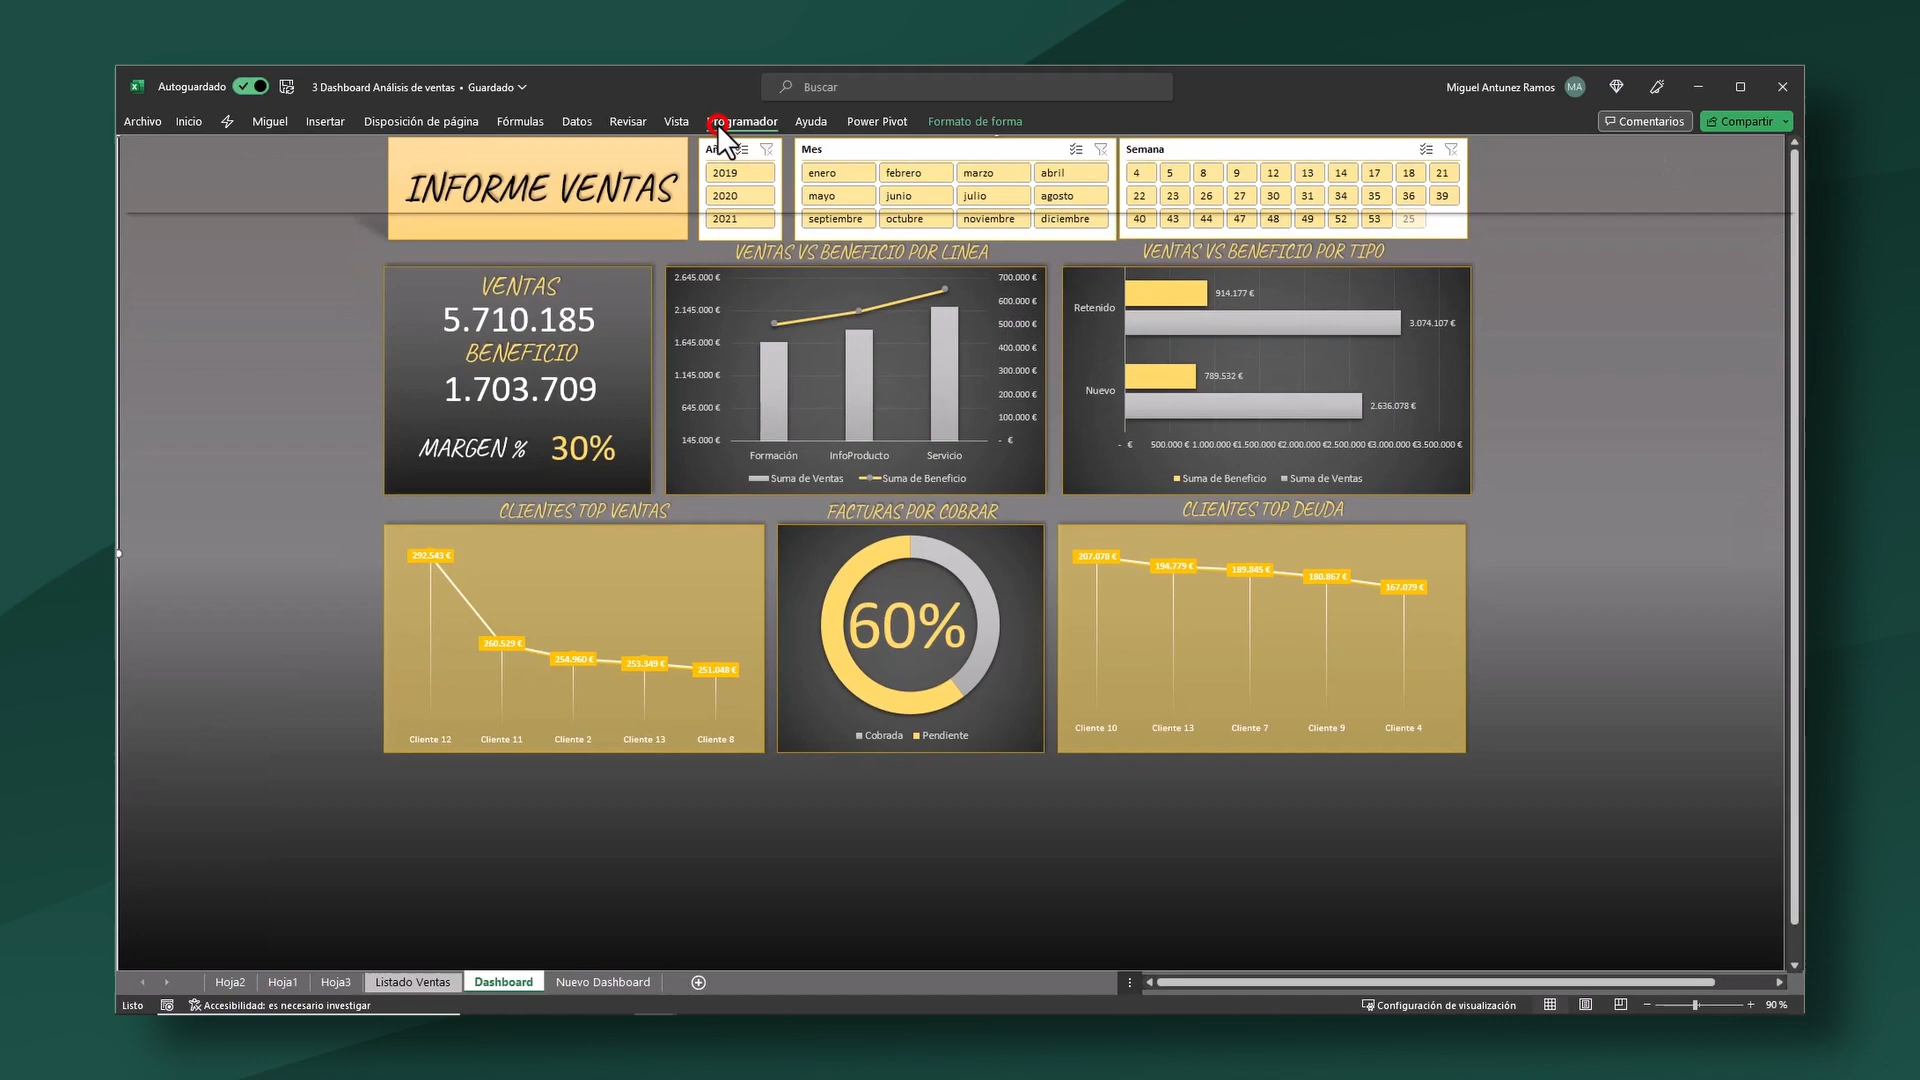 Autoguardado
3 Dashboard Análisis de ventas • Guardado
Buscar
Miguel Antunez Ramos MA
Archivo Inicio Miguel Insertar Disposición de página Fórmulas Datos Revisar Vista Programador Ayuda Power Pivot Formato de forma
Comentarios Compartir
INFORME VENTAS
2019
2020
2021
Mes
enero febrero marzo abril
mayo junio julio agosto
septiembre octubre noviembre diciembre
Semana
4 5 8 9 12 13 14 17 18 21
22 23 26 27 30 31 34 35 36 39
40 43 44 47 48 49 52 53 25
VENTAS
5.710.185
BENEFICIO
1.703.709
MARGEN % 30%
VENTAS VS BENEFICIO POR LINEA
2.645.000 €
2.145.000 €
1.645.000 €
1.145.000 €
645.000 €
145.000 €
700.000 €
600.000 €
500.000 €
400.000 €
300.000 €
200.000 €
100.000 €
- €
Formación InfoProducto Servicio
Suma de Ventas Suma de Beneficio
VENTAS VS BENEFICIO POR TIPO
Retenido
914.177 €
3.074.107 €
Nuevo
789.532 €
2.636.078 €
- € 500.000 € 1.000.000 € 1.500.000 € 2.000.000 € 2.500.000 € 3.000.000 € 3.500.000 €
Suma de Beneficio Suma de Ventas
CLIENTES TOP VENTAS
292.543 €
260.529 €
254.960 €
253.349 €
251.048 €
Cliente 12 Cliente 11 Cliente 2 Cliente 13 Cliente 8
FACTURAS POR COBRAR
60%
Cobrada Pendiente
CLIENTES TOP DEUDA
207.078 €
194.779 €
189.845 €
180.867 €
167.079 €
Cliente 10 Cliente 13 Cliente 7 Cliente 9 Cliente 4
Hoja2 Hoja1 Hoja3 Listado Ventas Dashboard Nuevo Dashboard
Listo Accesibilidad: es necesario investigar
Configuración de visualización 90 %